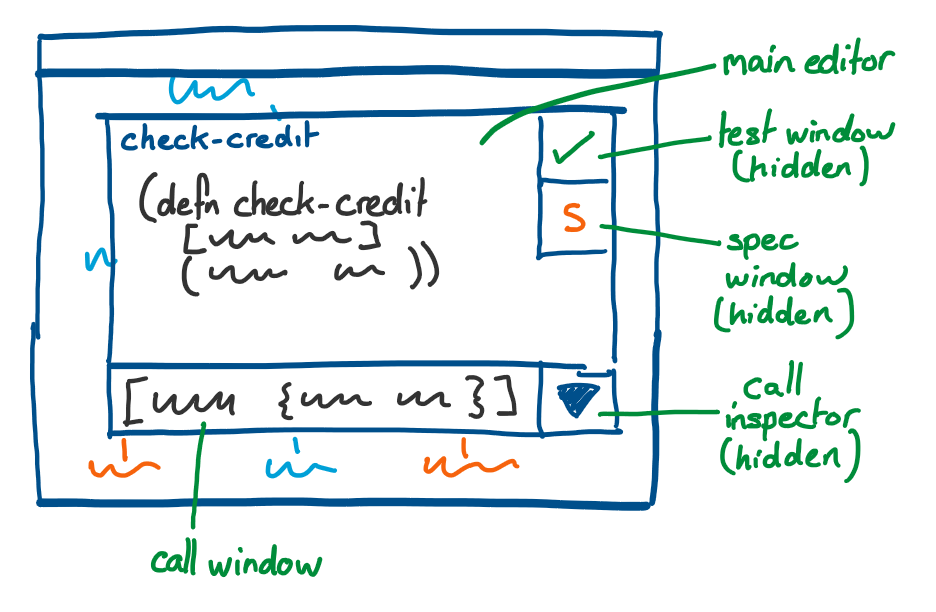 main editor
check-credit
test window
(hidden)
(defn check-credit
[ ]
( ))
S
spec
window
(hidden)
[ { }]
call
inspector
(hidden)
call window